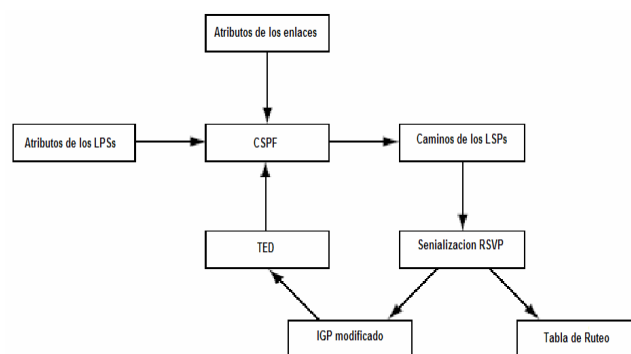 Atributos de los enlaces
Atributos de los LPSs
CSPF
Caminos de los LSPs
TED
Senializacion RSVP
IGP modificado
Tabla de Ruteo